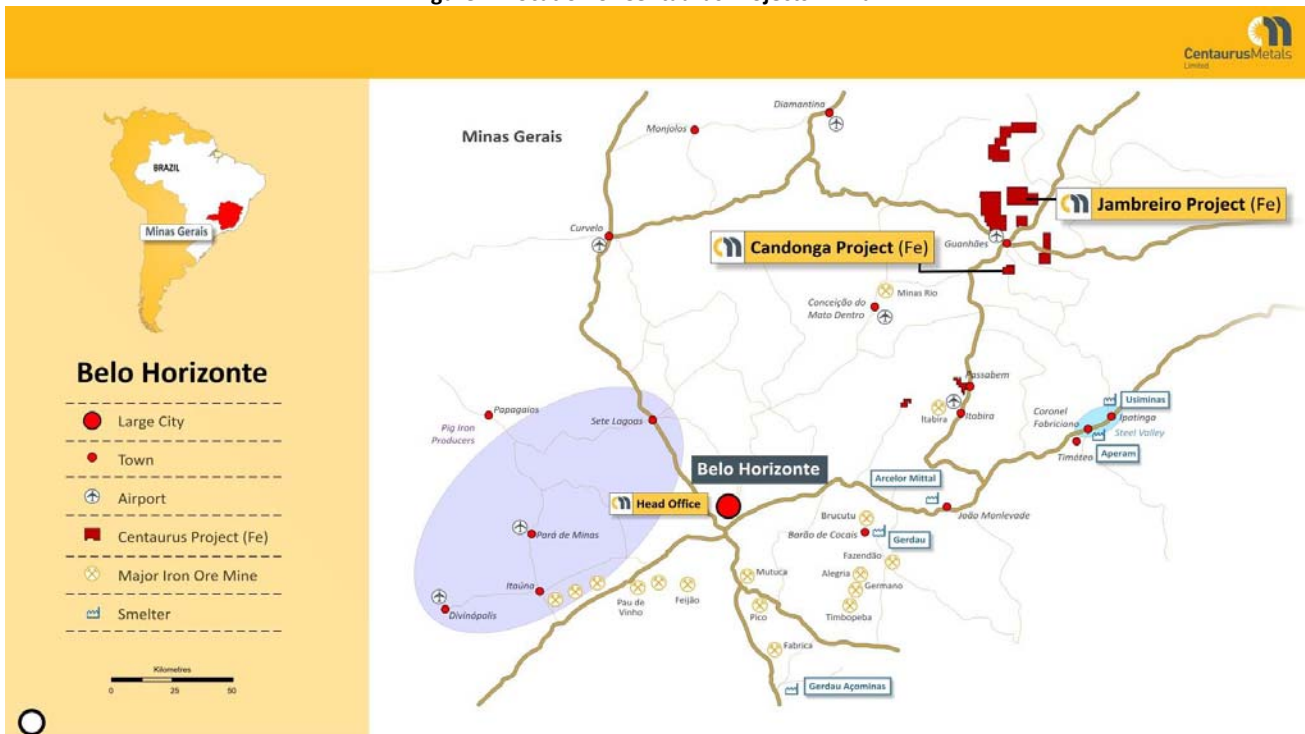 CentaurusMetals
Limited
BRAZIL
Minas Gerais
Belo Horizonte
Large City
Town
Airport
Centaurus Project (Fe)
Major Iron Ore Mine
Smelter
Kilometres
0 25 50
Minas Gerais
Monjolos
Diamantina
Jambreiro Project (Fe)
Curvelo
Candonga Project (Fe)
Guanhães
Minas Rio
Conceição do
Mato Dentro
Passabem
Itabira
Itabira
Papagaios
Pig Iron
Producers
Sete Lagoas
Coronel
Fabriciano
Usiminas
Ipatinga
Steel Valley
Timóteo
Aperam
Belo Horizonte
Head Office
Arcelor Mittal
João Monlevade
Brucutu
Barão de Cocais
Gerdau
Pará de Minas
Fazendão
Alegria
Germano
Timbopeba
Itaúna
Divinópolis
Pau de
Vinho
Feijão
Mutuca
Pico
Fabrica
Gerdau Açominas